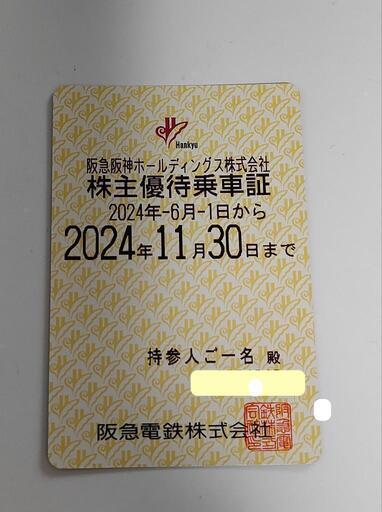 Hankyu
阪急阪神ホールディングス株式会社
株主優待乗車証
2024年-6月-1日から
2024年11月30日まで
持参人ご一名 殿
阪急電鉄株式会社